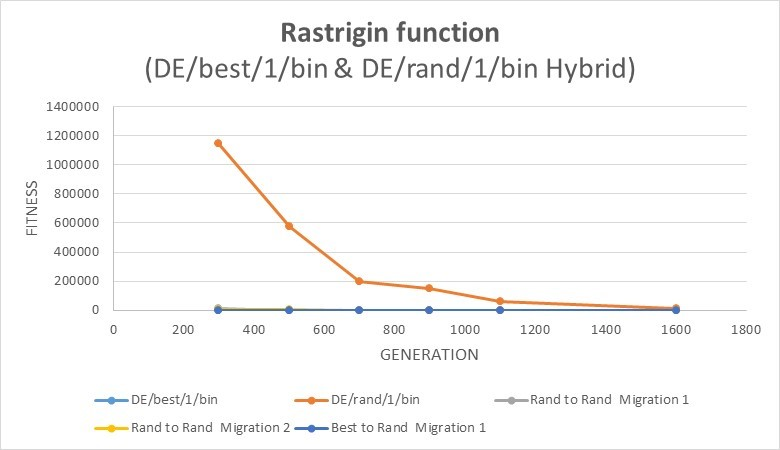 Rastrigin function
(DE/best/1/bin & DE/rand/1/bin Hybrid)
1400000
1200000
1000000
800000
600000
400000
200000
0
FITNESS
0 200 400 600 800 1000 1200 1400 1600 1800
GENERATION
DE/best/1/bin DE/rand/1/bin Rand to Rand Migration 1
Rand to Rand Migration 2 Best to Rand Migration 1